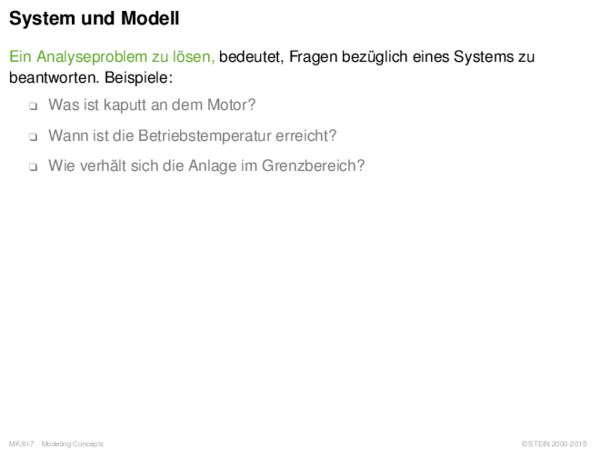 System und Modell
Ein Analyseproblem zu lösen, bedeutet, Fragen bezüglich eines Systems zu
beantworten. Beispiele:
❑ Was ist kaputt an dem Motor?
❑ Wann ist die Betriebstemperatur erreicht?
❑ Wie verhält sich die Anlage im Grenzbereich?
MK:III-7 Modeling Concepts © STEIN 2000-2015